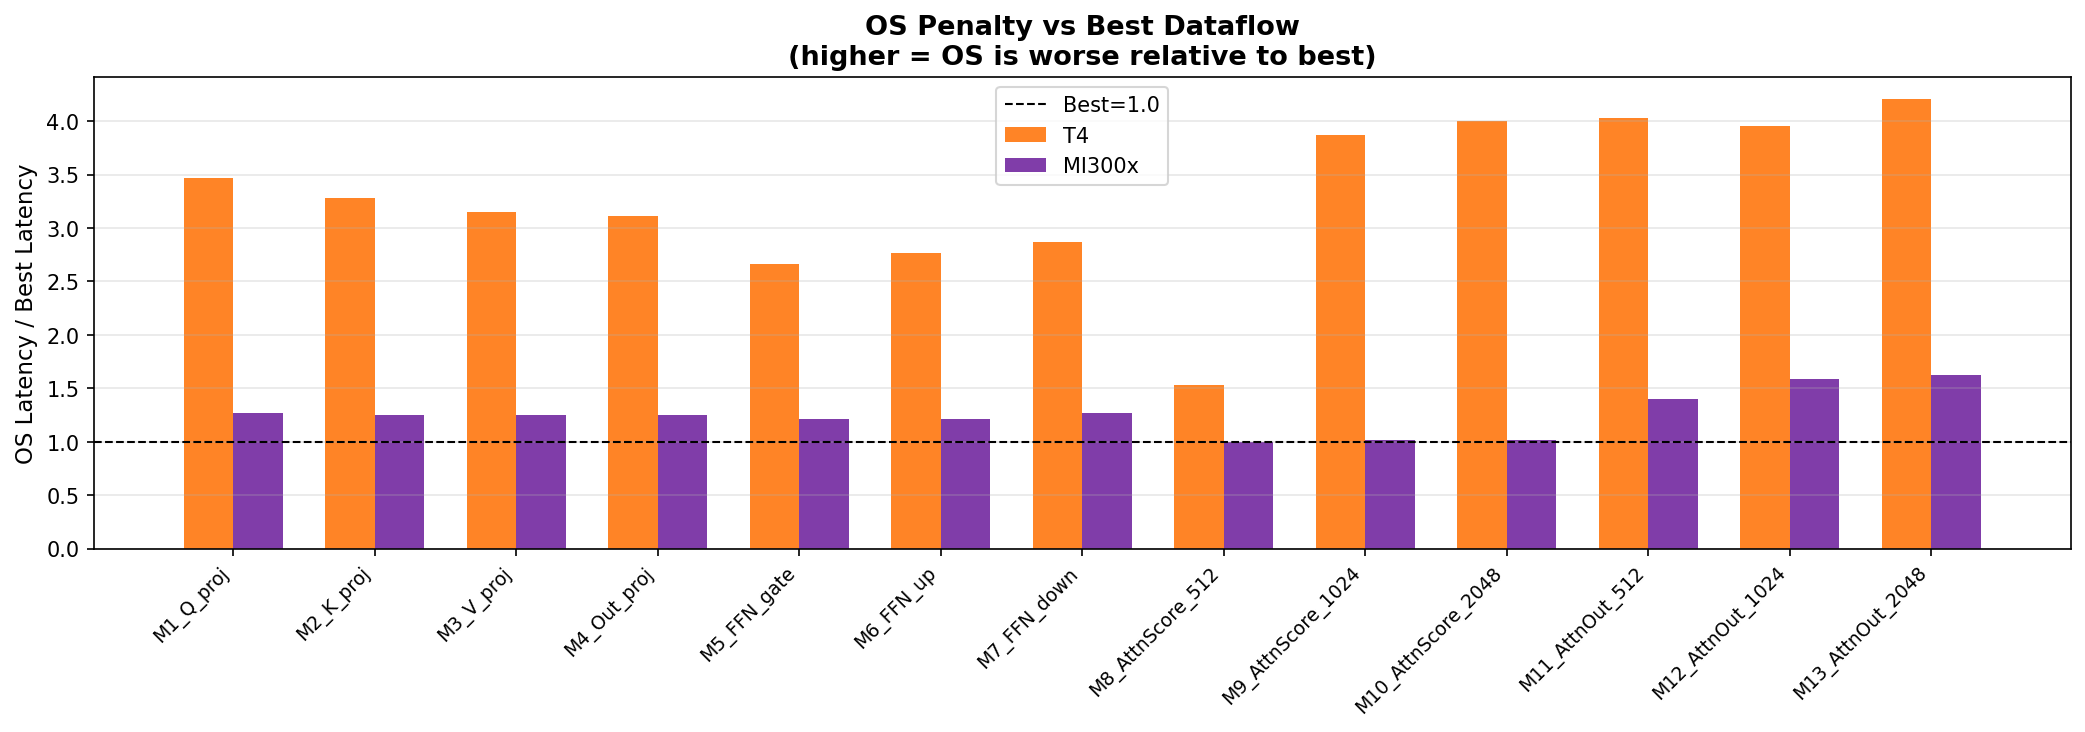 OS Penalty vs Best Dataflow
(higher = OS is worse relative to best)
OS Latency / Best Latency
4.0
3.5
3.0
2.5
2.0
1.5
1.0
0.5
0.0
Best=1.0
T4
MI300x
M1_Q_proj
M2_K_proj
M3_V_proj
M4_Out_proj
M5_FFN_gate
M6_FFN_up
M7_FFN_down
M8_AttnScore_512
M9_AttnScore_1024
M10_AttnScore_2048
M11_AttnOut_512
M12_AttnOut_1024
M13_AttnOut_2048